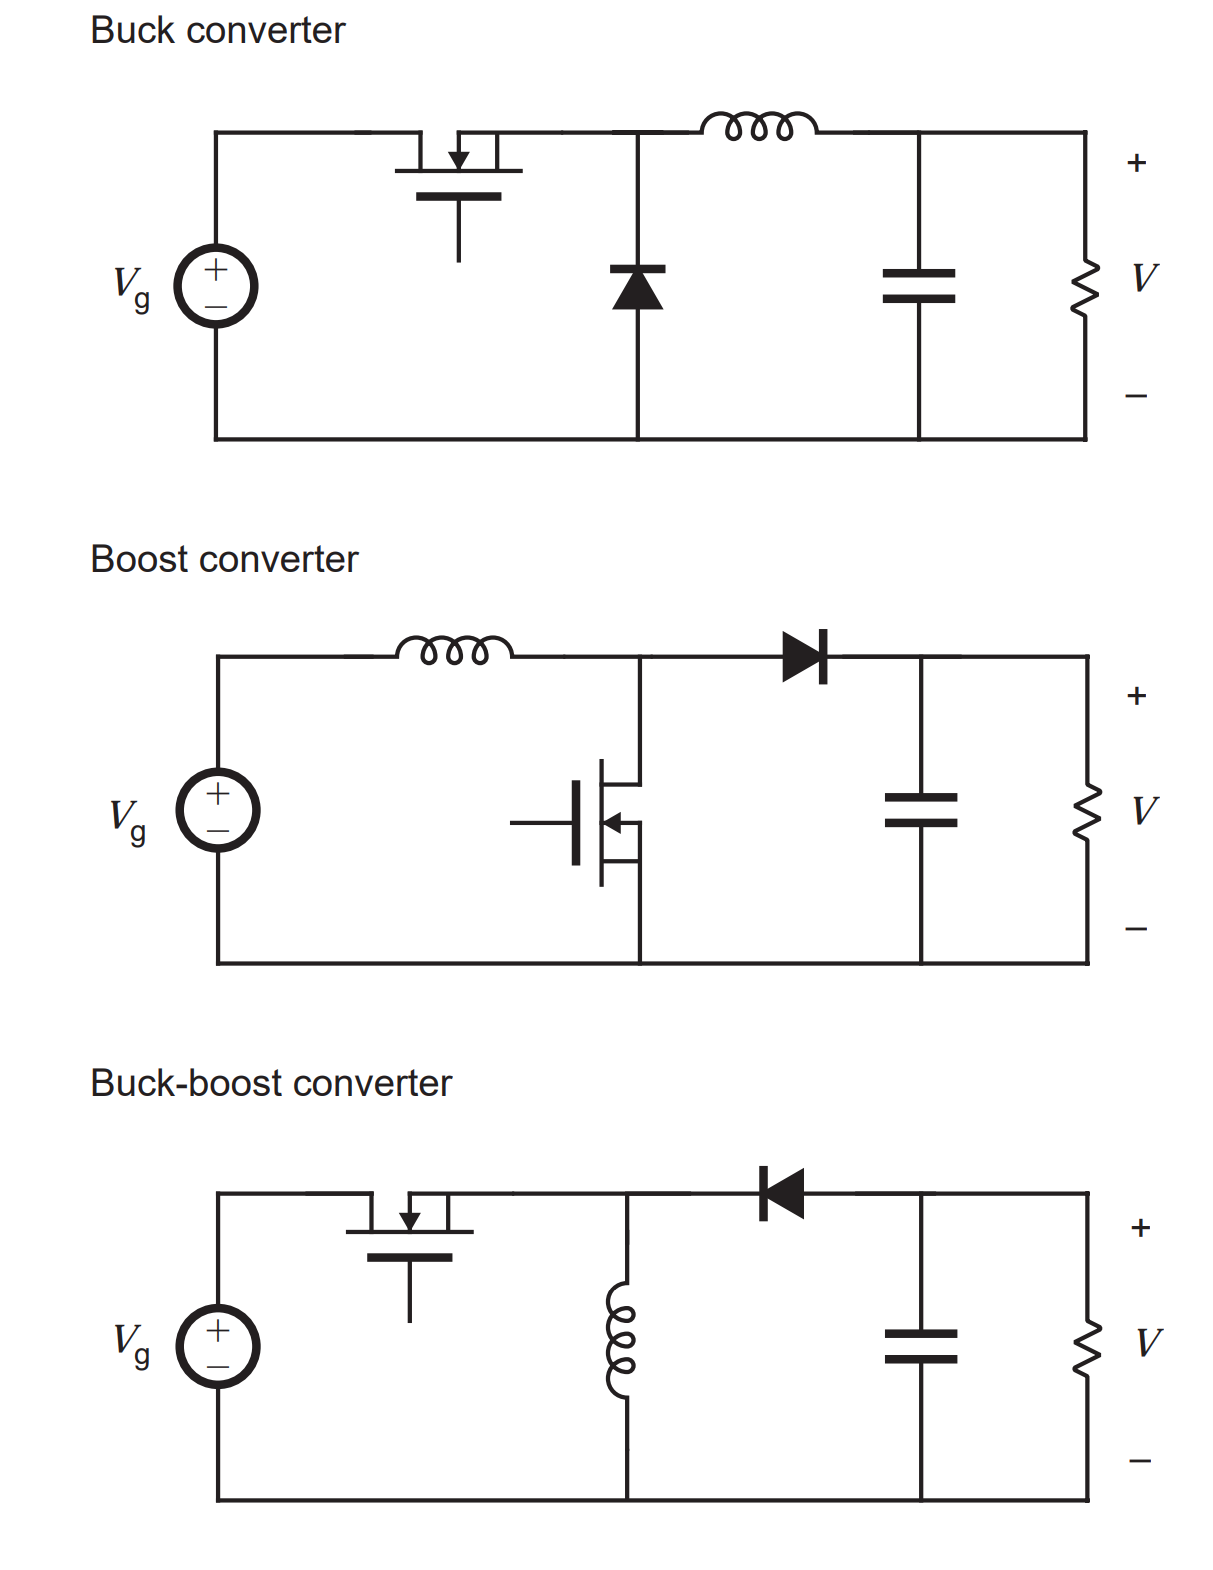 Buck converter
+
Vg
+
−
V
−
Boost converter
+
Vg
+
−
V
−
Buck-boost converter
+
Vg
+
−
V
−